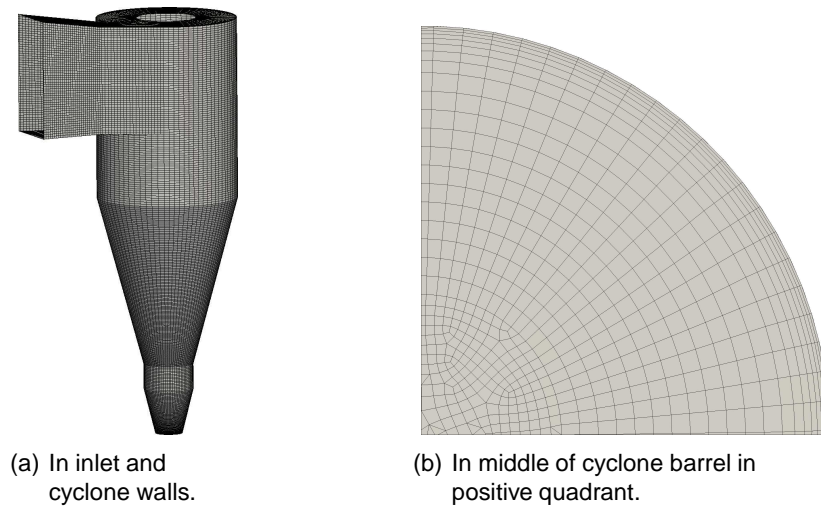 (a) In inlet and
cyclone walls.
(b) In middle of cyclone barrel in
positive quadrant.